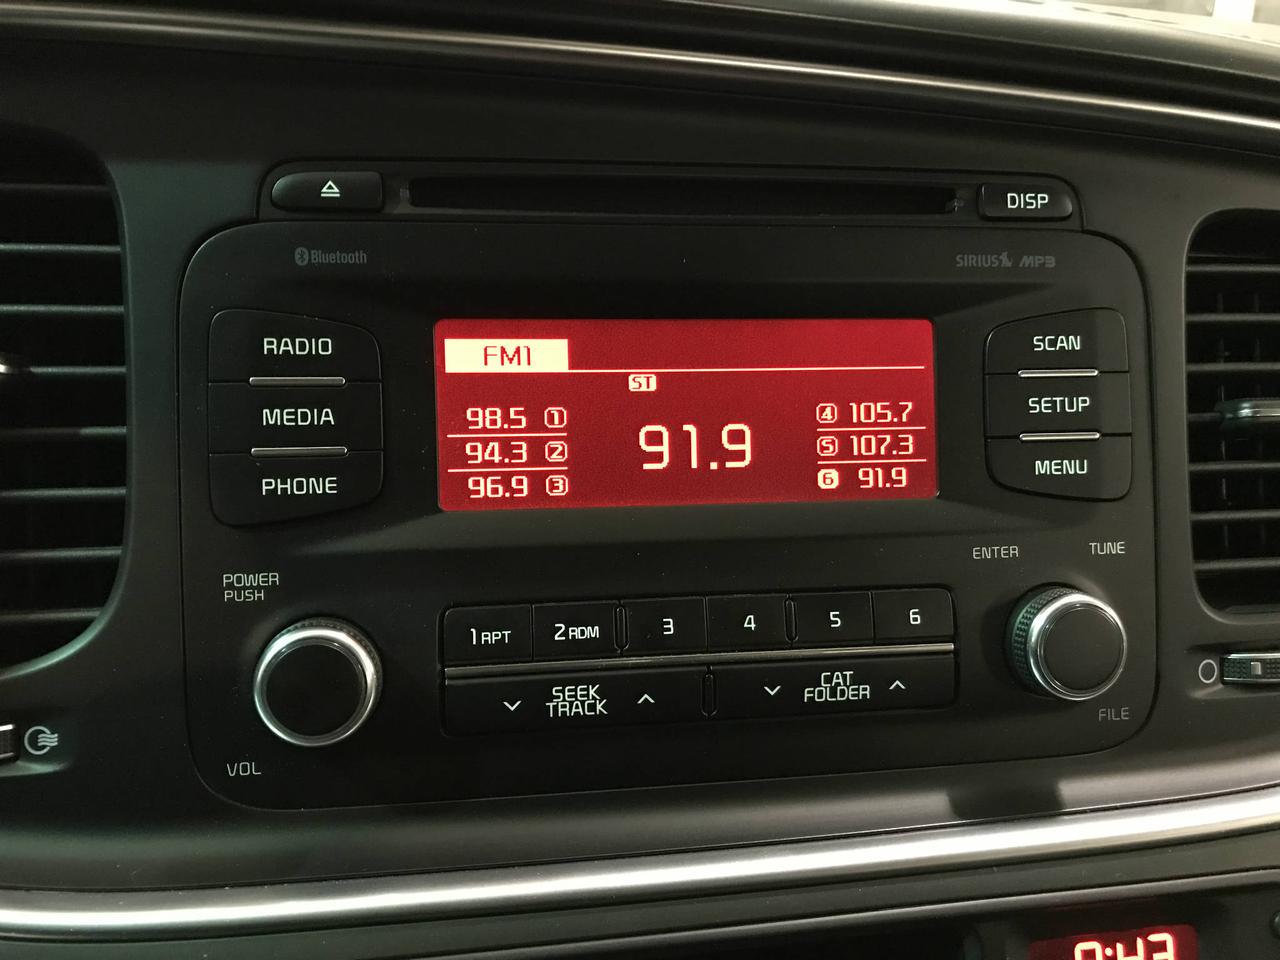 DISP
Bluetooth
SIRIUS MP3
RADIO
MEDIA
PHONE
FM1
ST
98.5 1
94.3 2
96.9 3
91.9
4 105.7
5 107.3
6 91.9
SCAN
SETUP
MENU
POWER
PUSH
VOL
1 RPT
2 RDM
3
4
5
6
SEEK
TRACK
CAT
FOLDER
ENTER
TUNE
FILE